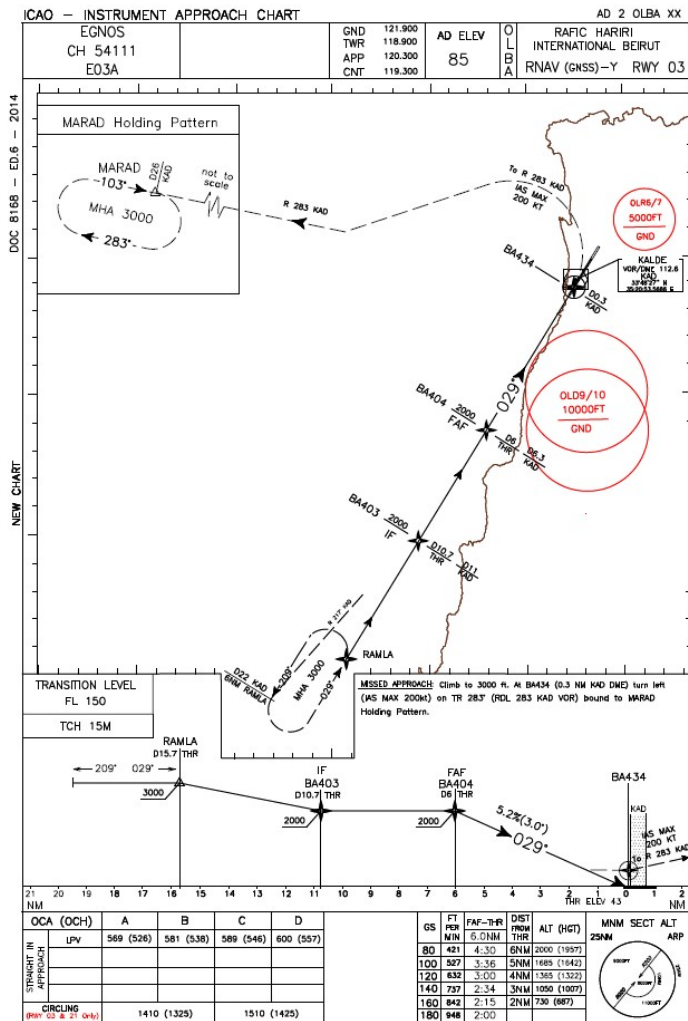 ICAO – INSTRUMENT APPROACH CHART
AD 2 OLBA XX
EGNOS
CH 54111
E03A
GND 121.900
TWR 118.900
APP 120.300
CNT 119.300
AD ELEV
85
OLBA
RAFIC HARIRI
INTERNATIONAL BEIRUT
RNAV (GNSS)-Y RWY 03
DOC 8168 - ED.6 - 2014
NEW CHART
MARAD Holding Pattern
MARAD
D26
KAD
not to
scale
103°
MHA 3000
283°
R 283 KAD
To R 283 KAD
IAS MAX
200 KT
OLR6/7
5000FT
GND
BA434
KALDE
VOR/DME 112.6
KAD
D0.3
KAD
OLD9/10
10000FT
GND
029°
BA404
2000
FAF
D6
THR
D6.3
KAD
BA403
2000
IF
D10.7
THR
D11
KAD
R 217 KAD
RAMLA
D22 KAD
6NM RAMLA
209°
MHA 3000
029°
TRANSITION LEVEL
FL 150
TCH 15M
MISSED APPROACH: Climb to 3000 ft. At BA434 (0.3 NM KAD DME) turn left
(IAS MAX 200kt) on TR 283° (RDL 283 KAD VOR) bound to MARAD
Holding Pattern.
RAMLA
D15.7 THR
209° 029°
3000
IF
BA403
D10.7 THR
2000
FAF
BA404
D6 THR
2000
5.2%(3.0°)
029°
BA434
KAD
IAS MAX
200 KT
To R 283 KAD
THR ELEV 43
21 20 19 18 17 16 15 14 13 12 11 10 9 8 7 6 5 4 3 2 1 0 1 2
NM
NM
OCA (OCH) A B C D
STRAIGHT IN
APPROACH
LPV 569 (526) 581 (538) 589 (546) 600 (557)
CIRCLING
(RWY 03 & 21 Only)
1410 (1325) 1510 (1425)
GS FT PER MIN FAF-THR 6.0NM DIST FROM THR ALT (HGT)
80 421 4:30 6NM 2000 (1957)
100 527 3:36 5NM 1685 (1642)
120 632 3:00 4NM 1365 (1322)
140 737 2:34 3NM 1050 (1007)
160 842 2:15 2NM 730 (687)
180 948 2:00
MNM SECT ALT
25NM ARP